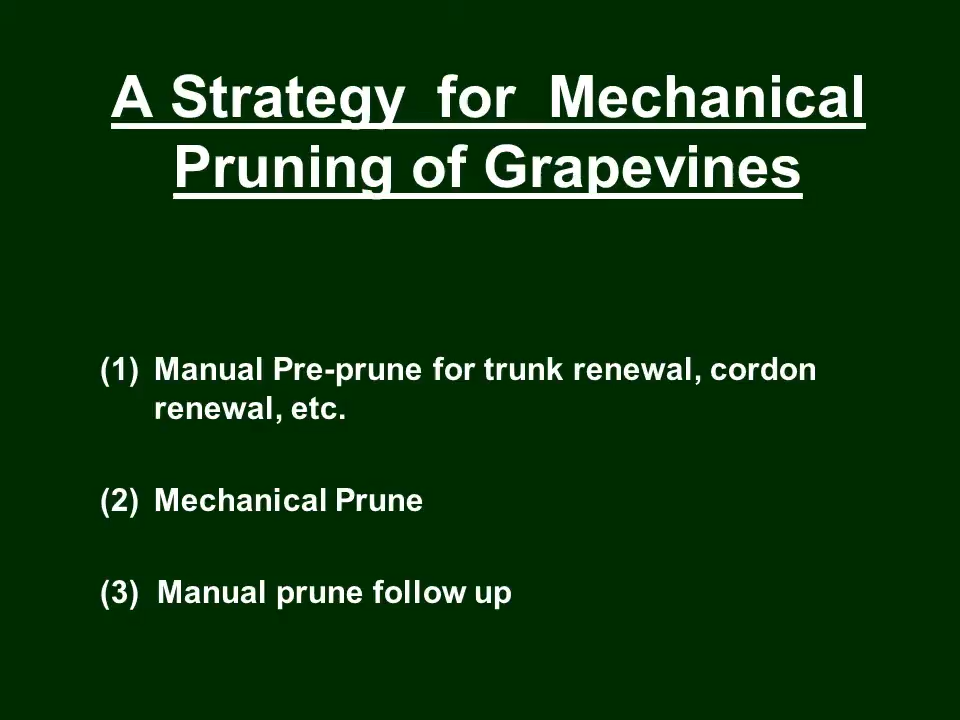 A Strategy for Mechanical
Pruning of Grapevines
(1) Manual Pre-prune for trunk renewal, cordon
renewal, etc.
(2) Mechanical Prune
(3) Manual prune follow up